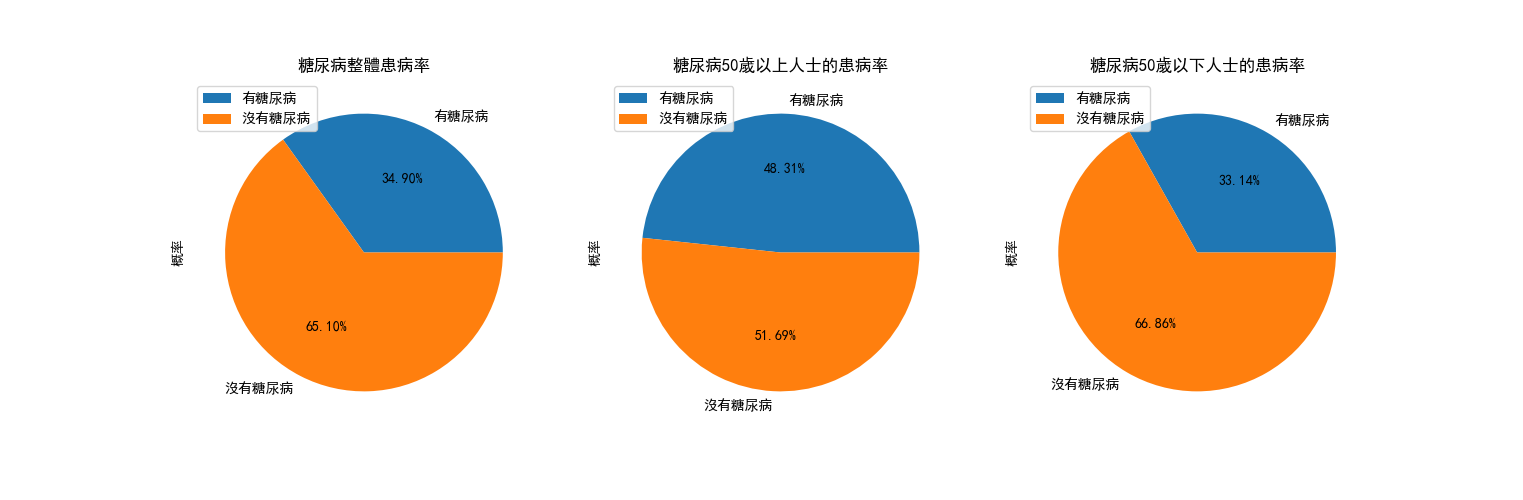 糖尿病整體患病率
有糖尿病
沒有糖尿病
有糖尿病
34.90%
概率
65.10%
沒有糖尿病
糖尿病50歲以上人士的患病率
有糖尿病
沒有糖尿病
有糖尿病
48.31%
概率
51.69%
沒有糖尿病
糖尿病50歲以下人士的患病率
有糖尿病
沒有糖尿病
有糖尿病
33.14%
概率
66.86%
沒有糖尿病